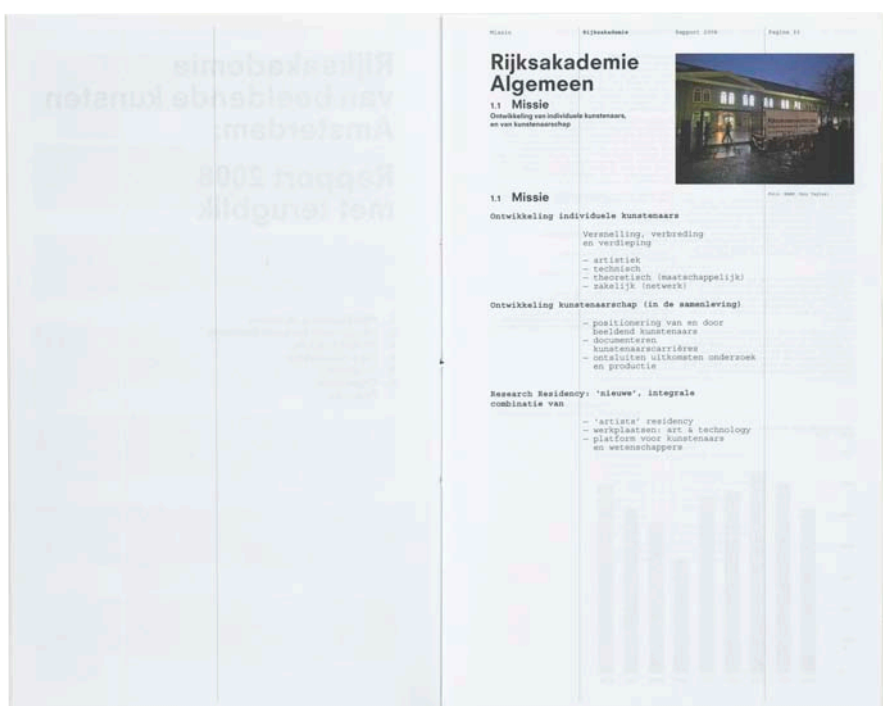 Rijksakademie
van beeldende kunsten
Amsterdam:
Rapport 2008
met terugblik
Missie
Rijksakademie
Rapport 2008
Rijksakademie
Algemeen
1.1 Missie
Ontwikkeling van individuele kunstenaars,
en van kunstenaarschap
1.1 Missie
Ontwikkeling individuele kunstenaars
Versnelling, verbreding
en verdieping
— artistiek
— technisch
— theoretisch (maatschappelijk)
— zakelijk (netwerk)
Ontwikkeling kunstenaarschap (in de samenleving)
— positionering van en door
beeldend kunstenaars
— documenteren
kunstenaarscarrières
— ontsluiten uitkomsten onderzoek
en productie
Research Residency: 'nieuwe', integrale
combinatie van
— 'artists' residency
— werkplaatsen: art & technology
— platform voor kunstenaars
en wetenschappers